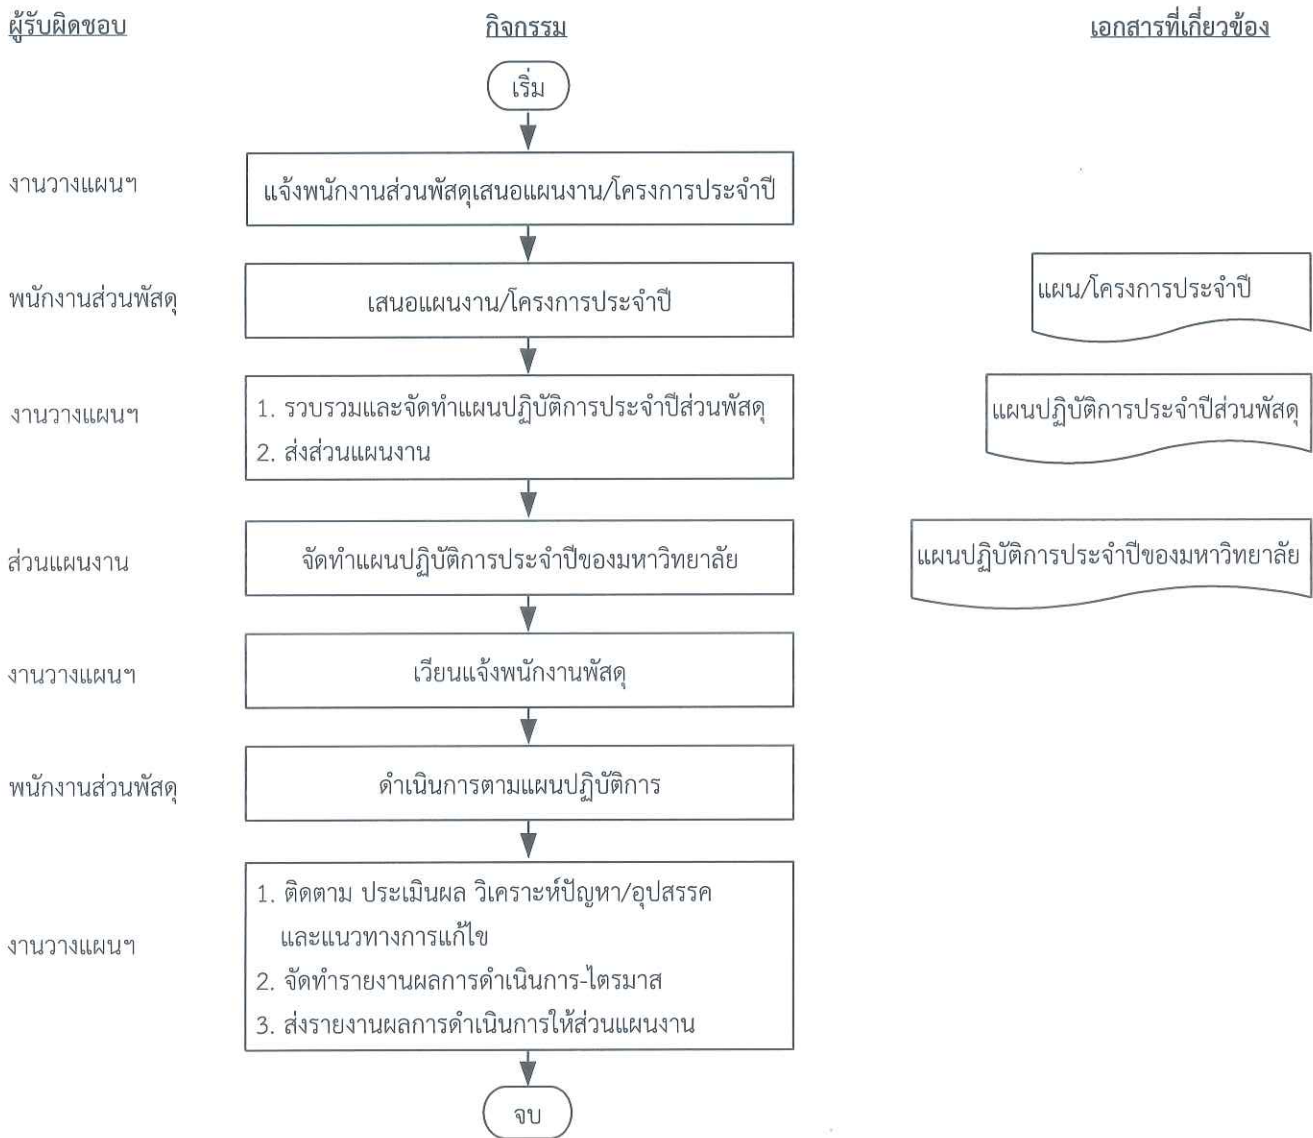 ผู้รับผิดชอบ กิจกรรม เอกสารที่เกี่ยวข้อง
เริ่ม
งานวางแผนฯ แจ้งพนักงานส่วนพัสดุเสนอแผนงาน/โครงการประจำปี
พนักงานส่วนพัสดุ เสนอแผนงาน/โครงการประจำปี แผน/โครงการประจำปี
งานวางแผนฯ 1. รวบรวมและจัดทำแผนปฏิบัติการประจำปีส่วนพัสดุ แผนปฏิบัติการประจำปีส่วนพัสดุ
2. ส่งส่วนแผนงาน
ส่วนแผนงาน จัดทำแผนปฏิบัติการประจำปีของมหาวิทยาลัย แผนปฏิบัติการประจำปีของมหาวิทยาลัย
งานวางแผนฯ เวียนแจ้งพนักงานพัสดุ
พนักงานส่วนพัสดุ ดำเนินการตามแผนปฏิบัติการ
1. ติดตาม ประเมินผล วิเคราะห์ปัญหา/อุปสรรค
งานวางแผนฯ และแนวทางการแก้ไข
2. จัดทำรายงานผลการดำเนินการ-ไตรมาส
3. ส่งรายงานผลการดำเนินการให้ส่วนแผนงาน
จบ